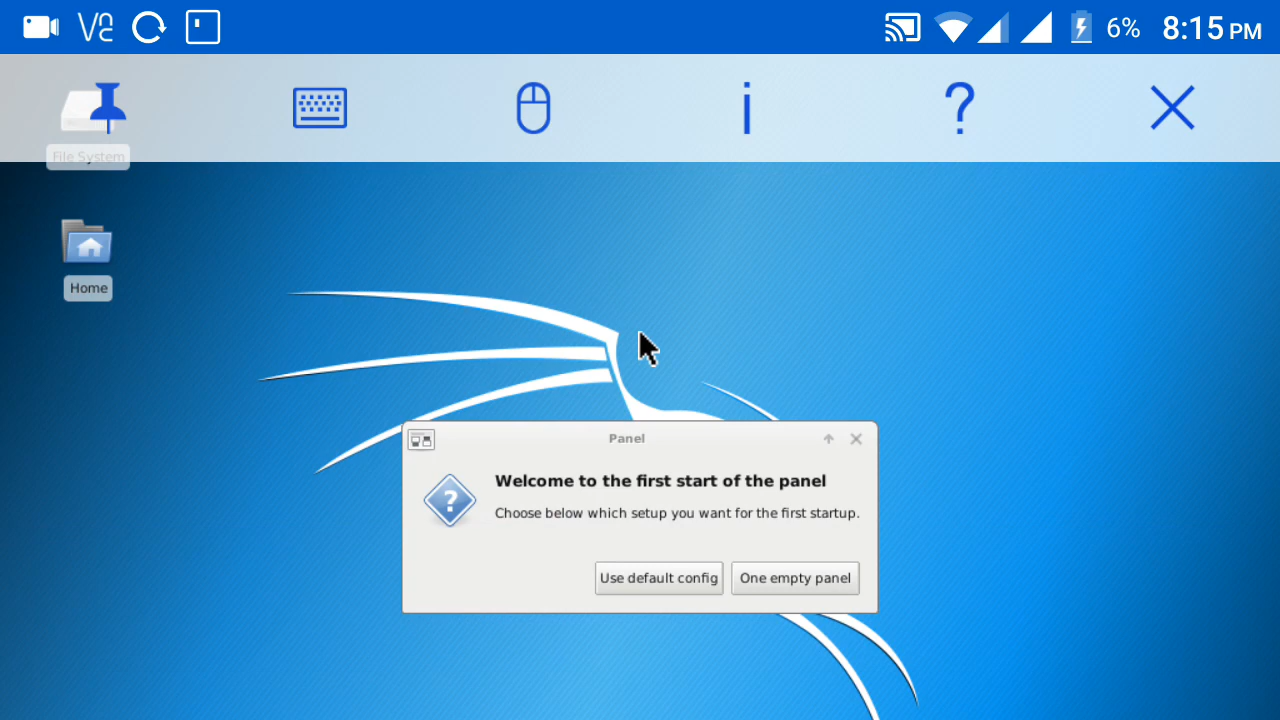 6%
8:15 PM
File System
Home
Panel
Welcome to the first start of the panel
Choose below which setup you want for the first startup.
Use default config
One empty panel